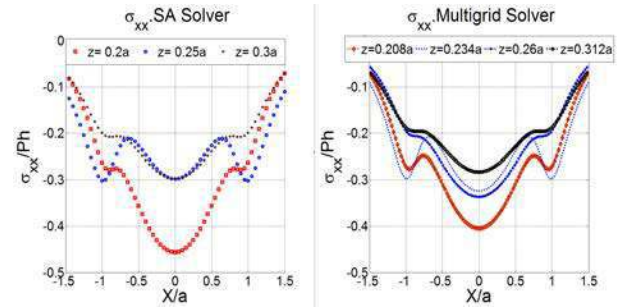 σxx.SA Solver
z= 0.2a z= 0.25a z= 0.3a
σxx/Ph
0
-0.1
-0.2
-0.3
-0.4
-0.5
-1.5 -1 -0.5 0 0.5 1 1.5
X/a
σxx.Multigrid Solver
z=0.208a z=0.234a z=0.26a z=0.312a
σxx/Ph
0
-0.1
-0.2
-0.3
-0.4
-0.5
-1.5 -1 -0.5 0 0.5 1 1.5
X/a